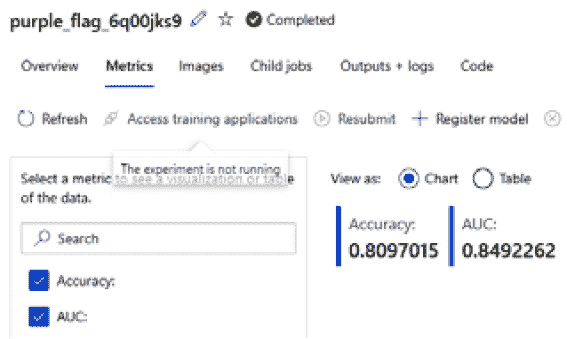 purple_flag_6q00jks9 Completed
Overview Metrics Images Child jobs Outputs + logs Code
Refresh Access training applications Resubmit Register model
The experiment is not running
Select a metric to see a visualization or table
of the data.
Search
Accuracy:
AUC:
View as: Chart Table
Accuracy: AUC:
0.8097015 0.8492262